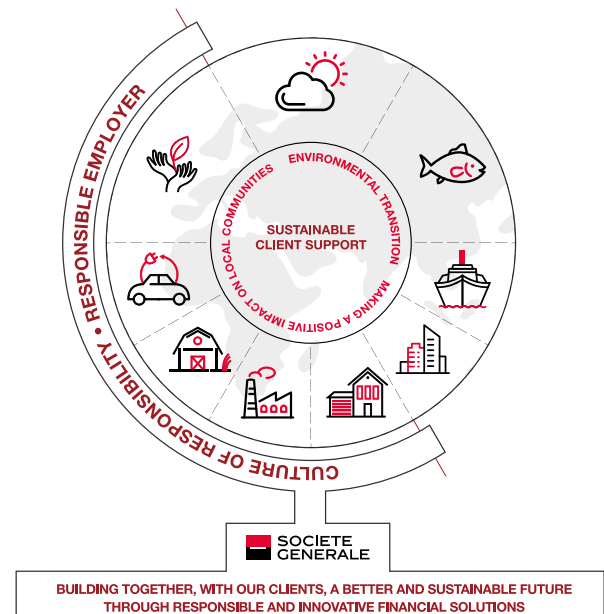 CULTURE OF RESPONSIBILITY • RESPONSIBLE EMPLOYER
ENVIRONMENTAL TRANSITION
MAKING A POSITIVE IMPACT ON LOCAL COMMUNITIES
SUSTAINABLE
CLIENT SUPPORT
SOCIETE
GENERALE
BUILDING TOGETHER, WITH OUR CLIENTS, A BETTER AND SUSTAINABLE FUTURE
THROUGH RESPONSIBLE AND INNOVATIVE FINANCIAL SOLUTIONS